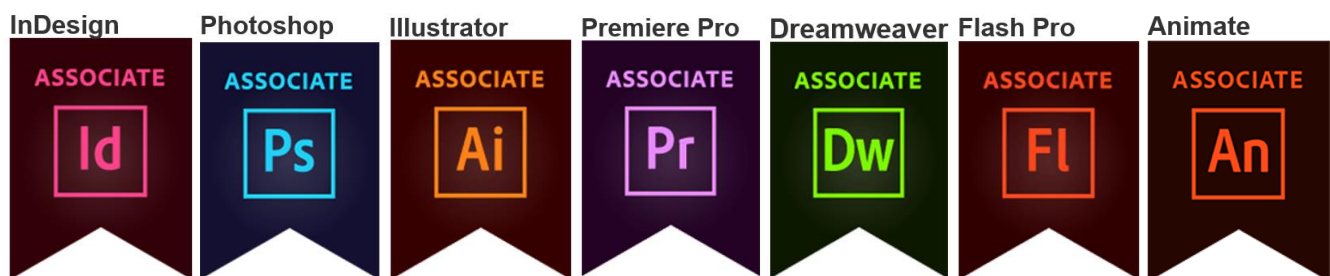 InDesign Photoshop Illustrator Premiere Pro Dreamweaver Flash Pro Animate
ASSOCIATE ASSOCIATE ASSOCIATE ASSOCIATE ASSOCIATE ASSOCIATE ASSOCIATE
Id Ps Ai Pr Dw Fl An